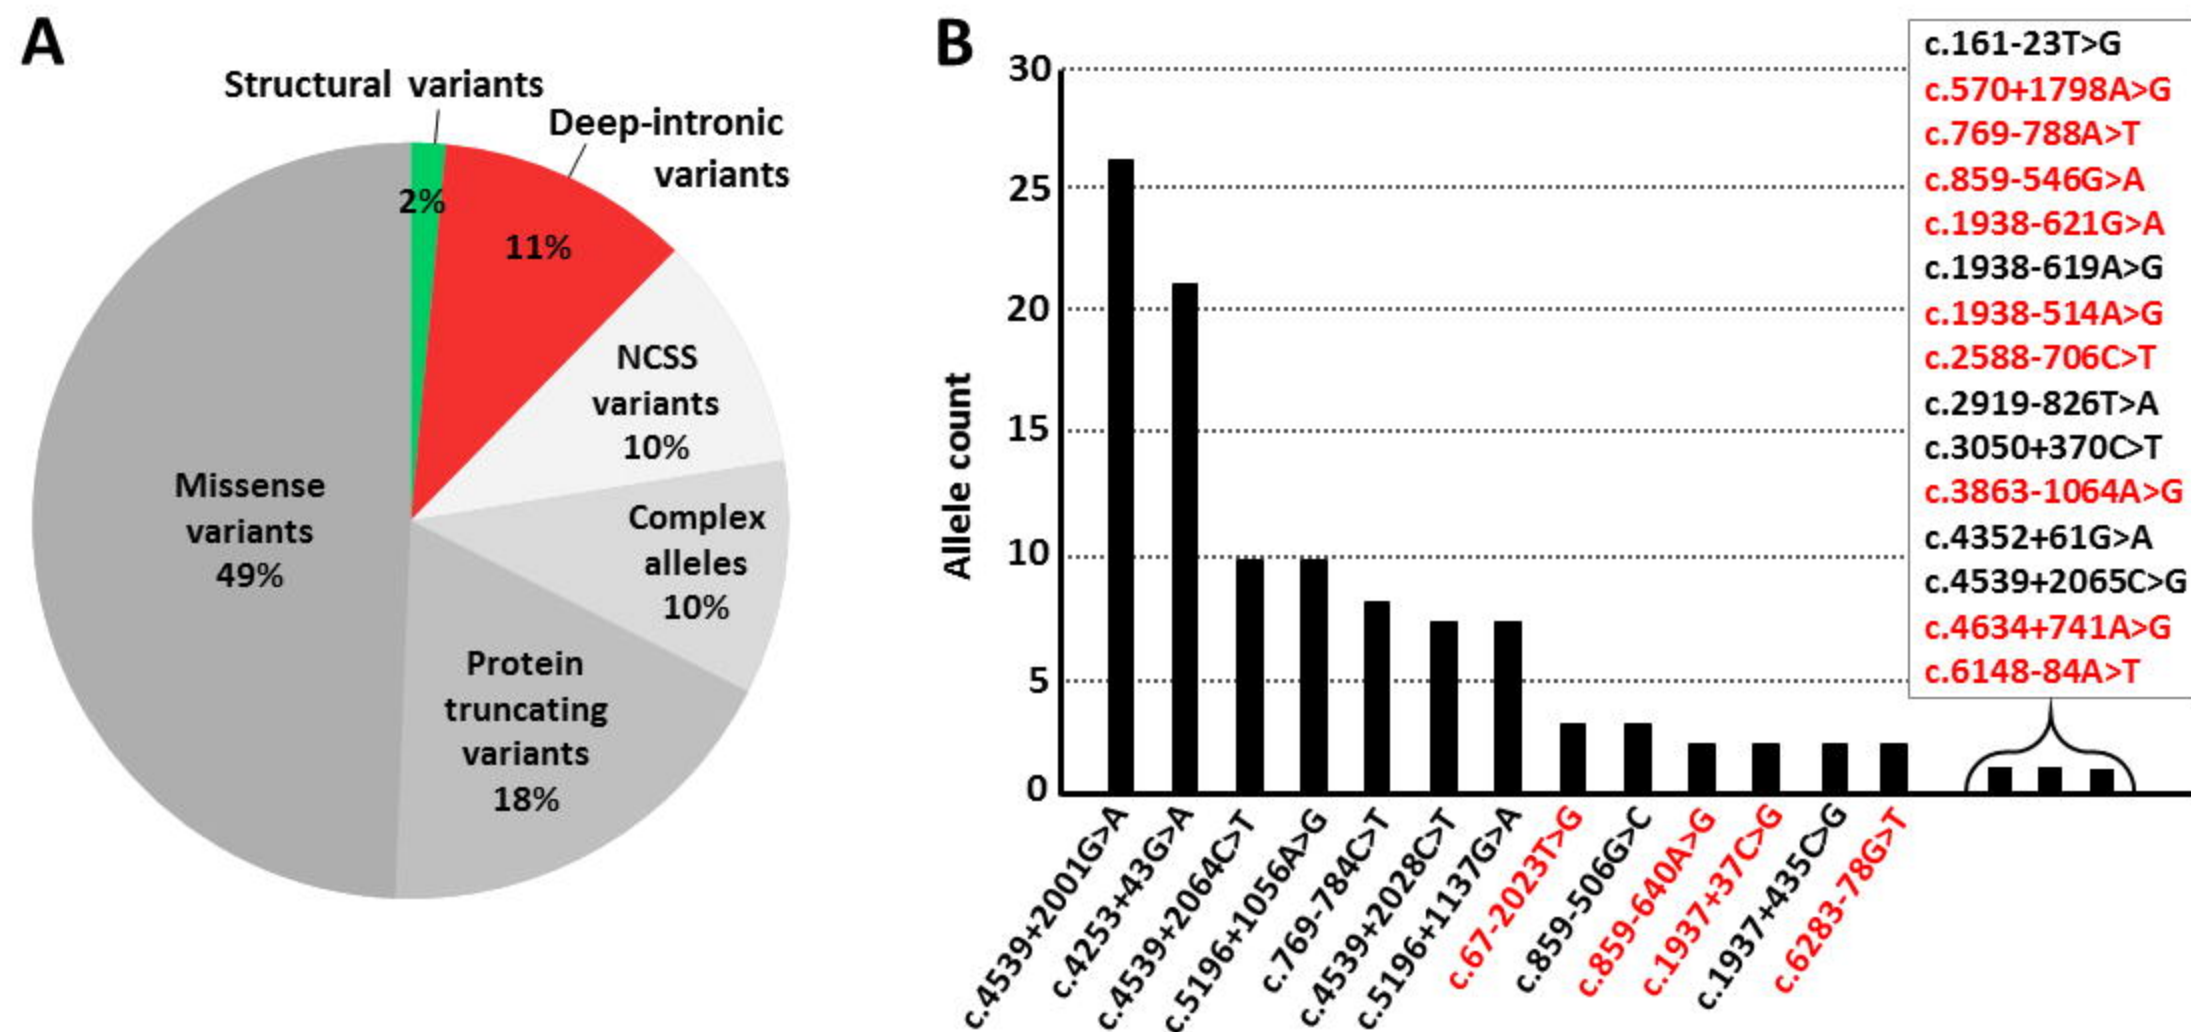 A
Structural variants
Deep-intronic
variants
2%
11%
NCSS
variants
10%
Missense
variants
49%
Complex
alleles
10%
Protein
truncating
variants
18%
B
Allele count
30
25
20
15
10
5
0
c.4539+2001G>A
c.4253+43G>A
c.4539+2064C>T
c.5196+1056A>G
c.769-784C>T
c.4539+2028C>T
c.5196+1137G>A
c.67-2023T>G
c.859-506G>C
c.859-640A>G
c.1937+37C>G
c.1937+435C>G
c.6283-78G>T
c.161-23T>G
c.570+1798A>G
c.769-788A>T
c.859-546G>A
c.1938-621G>A
c.1938-619A>G
c.1938-514A>G
c.2588-706C>T
c.2919-826T>A
c.3050+370C>T
c.3863-1064A>G
c.4352+61G>A
c.4539+2065C>G
c.4634+741A>G
c.6148-84A>T